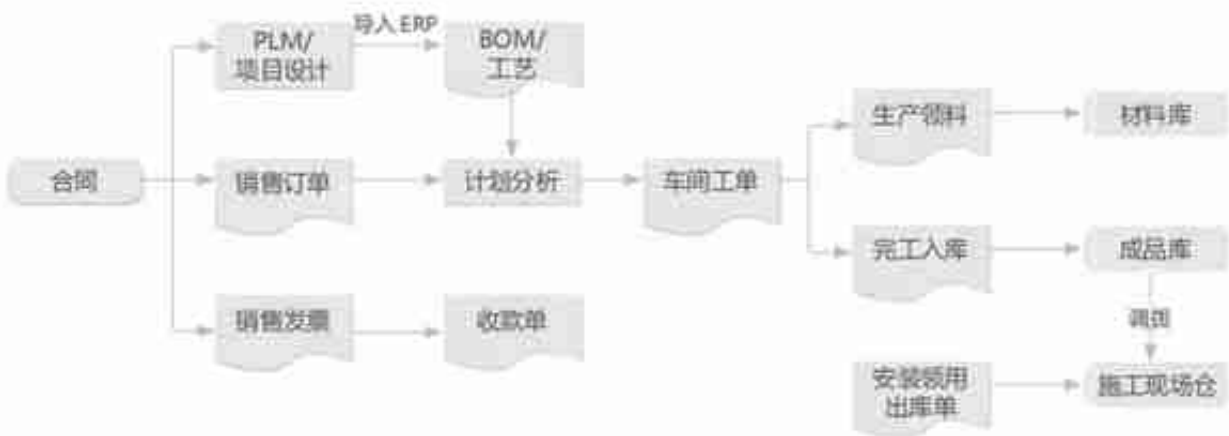 导入 ERP
PLM/
项目设计
BOM/
工艺
生产领料
材料库
合同
销售订单
计划分析
车间工单
完工入库
成品库
销售发票
收款单
调拨
安装领用
出库单
施工现场仓